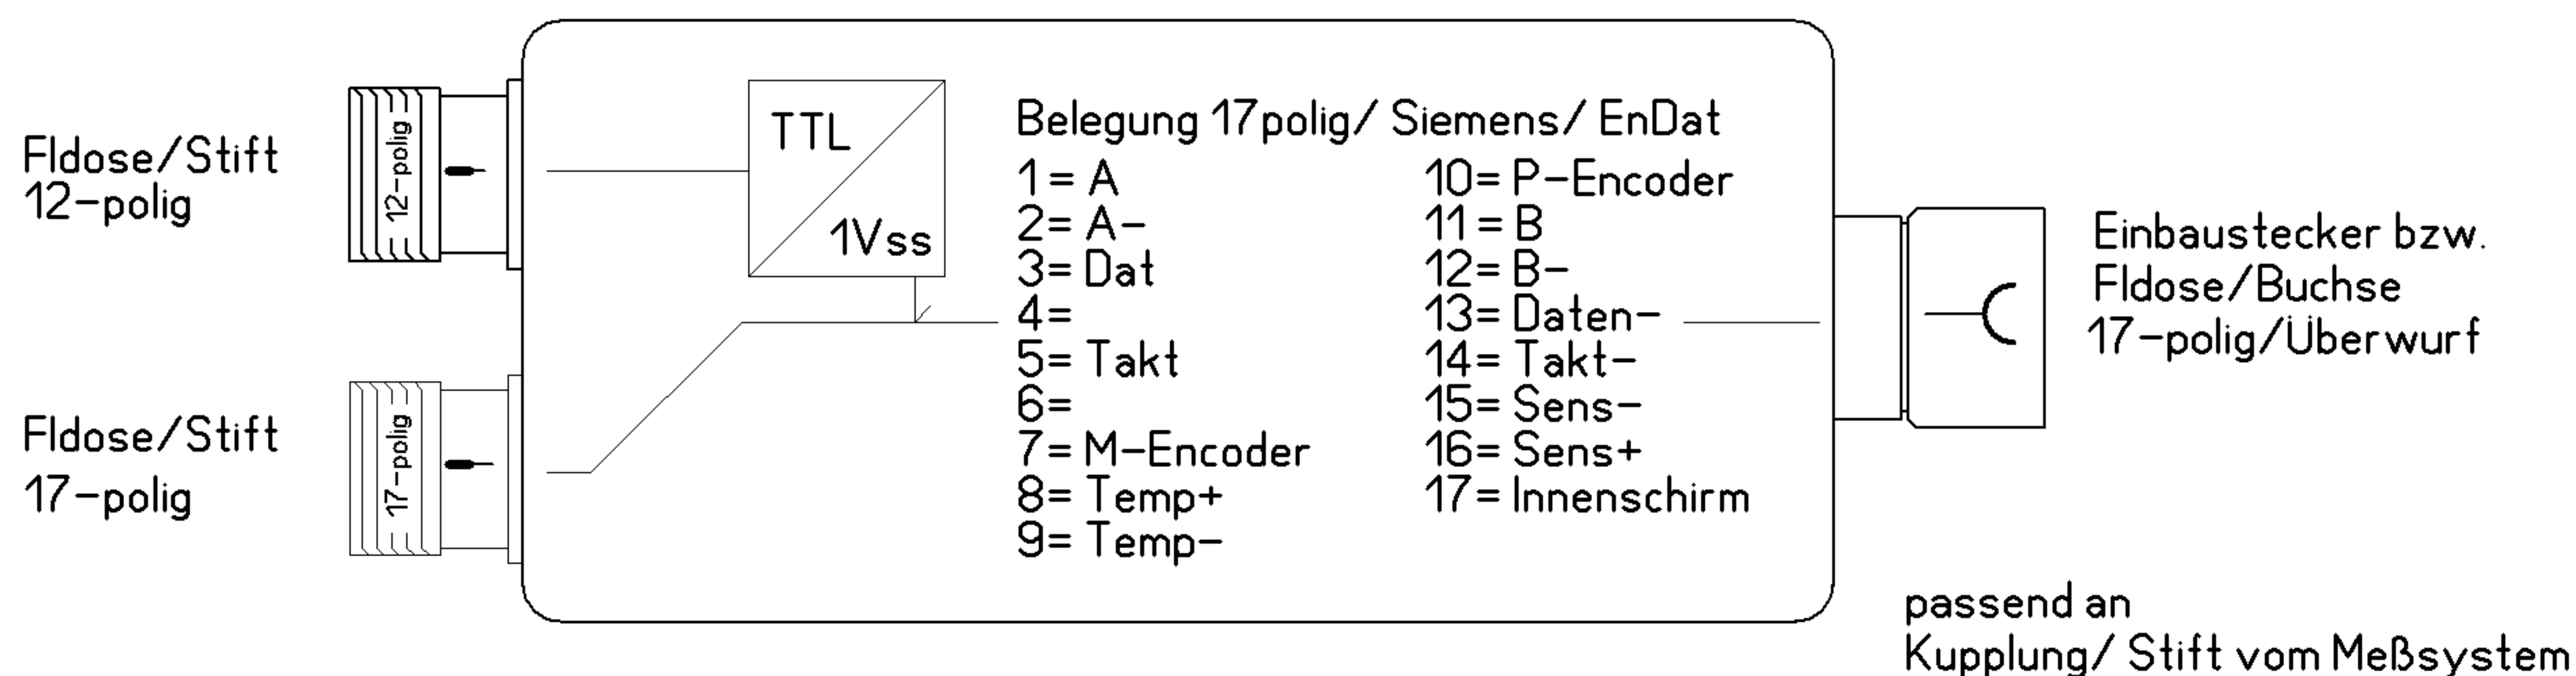 Fldose/Stift
12-polig
12-polig
Fldose/Stift
17-polig
17-polig
TTL
1Vss
Belegung 17polig/ Siemens/ EnDat
1= A
2= A-
3= Dat
4=
5= Takt
6=
7= M-Encoder
8= Temp+
9= Temp-
10= P-Encoder
11= B
12= B-
13= Daten-
14= Takt-
15= Sens-
16= Sens+
17= Innenschirm
Einbaustecker bzw.
Fldose/Buchse
17-polig/Überwurf
passend an
Kupplung/ Stift vom Meßsystem